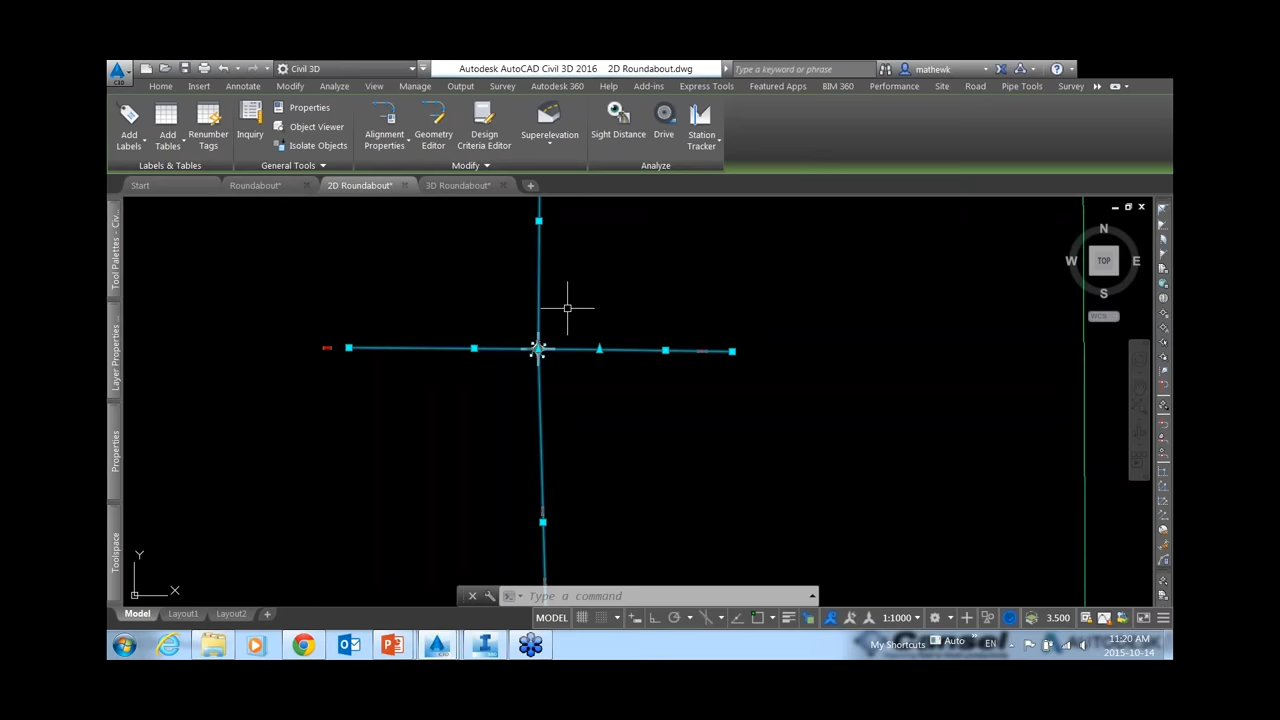 Civil 3D
Autodesk AutoCAD Civil 3D 2016 2D Roundabout.dwg
Type a keyword or phrase
mathewk
C3D
Home Insert Annotate Modify Analyze View Manage Output Survey Autodesk 360 Help Add-ins Express Tools Featured Apps BIM 360 Performance Site Road Pipe Tools Survey
Add Labels
Add Tables
Renumber Tags
Inquiry
Properties
Object Viewer
Isolate Objects
Alignment Properties
Geometry Editor
Design Criteria Editor
Superelevation
Sight Distance
Drive
Station Tracker
Labels & Tables General Tools Modify Analyze
Start Roundabout* 2D Roundabout* 3D Roundabout*
Tool Palettes - Civ...
Layer Properties ...
Properties
Toolspace
N
W TOP E
S
WCS
Y
X
Type a command
Model Layout1 Layout2
MODEL 1:1000 3.500
My Shortcuts Auto EN
11:20 AM
2015-10-14